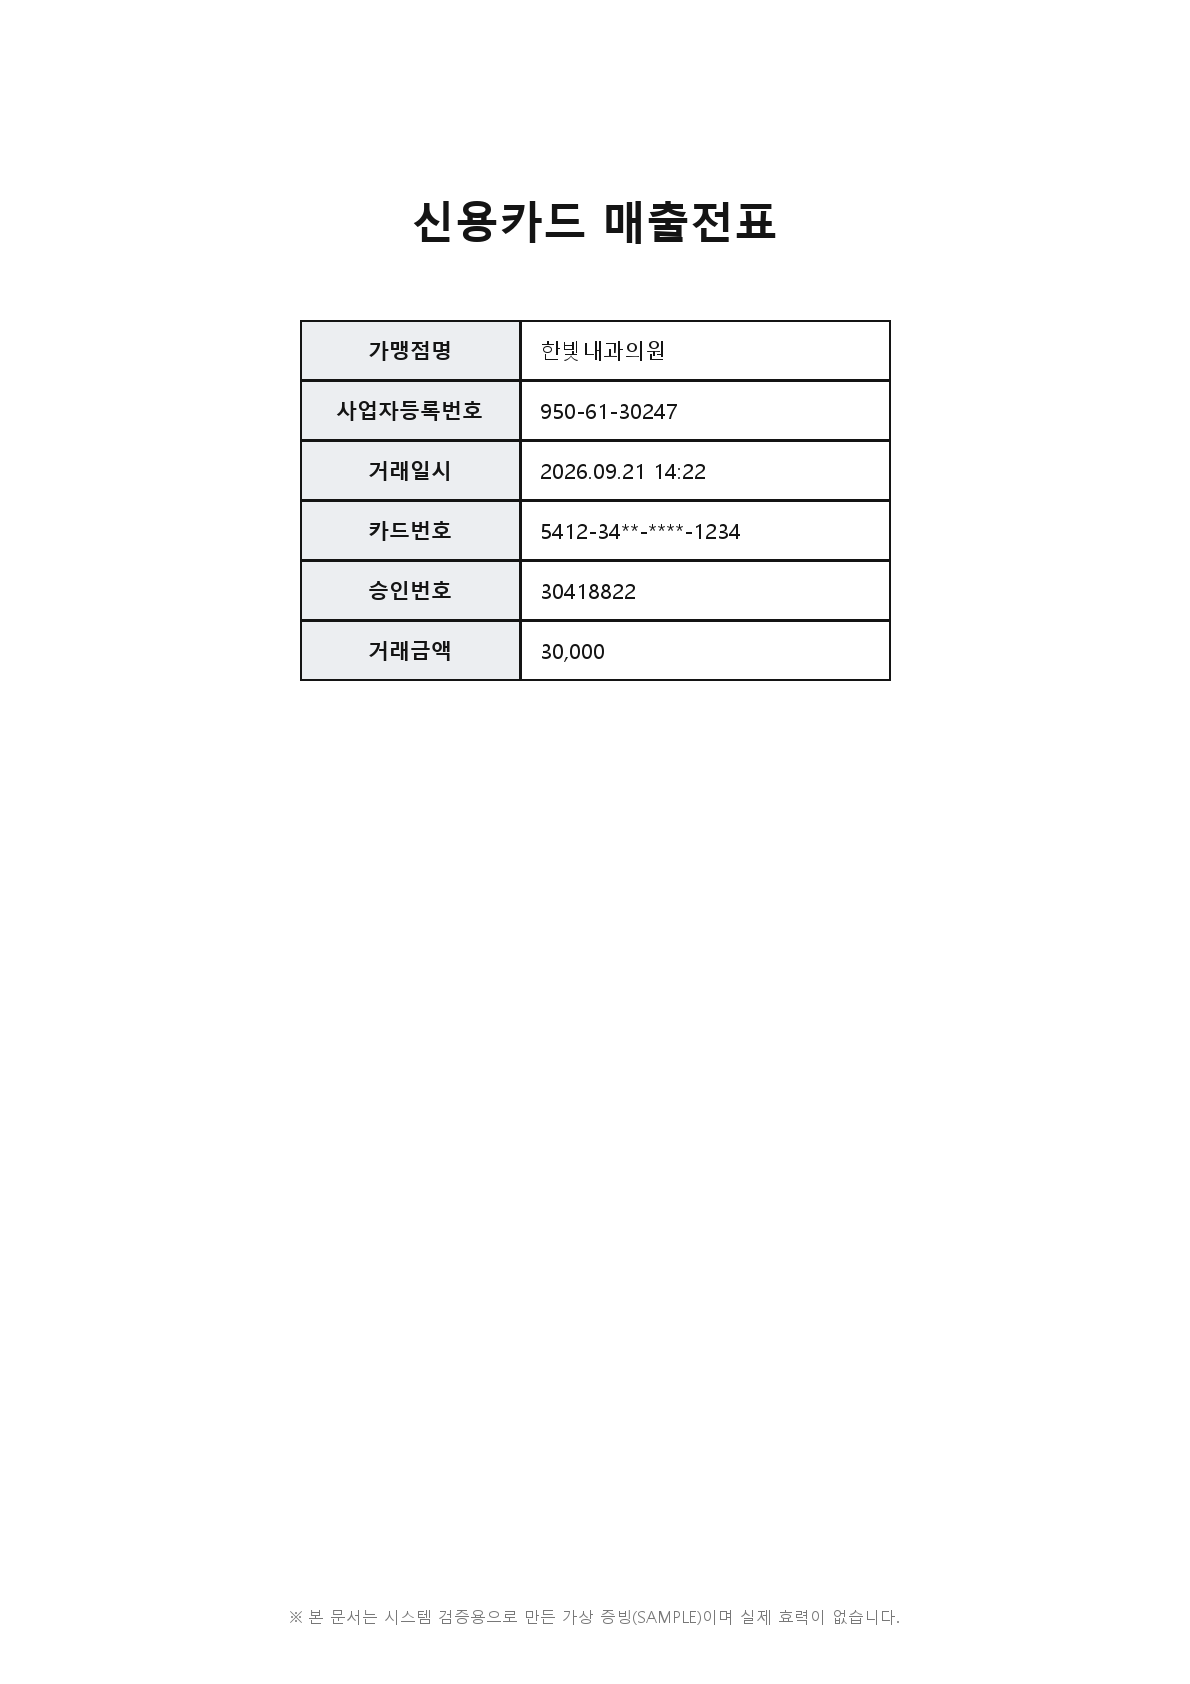 신용카드 매출전표
가맹점명 한빛내과의원
사업자등록번호 950-61-30247
거래일시 2026.09.21 14:22
카드번호 5412-34**-****-1234
승인번호 30418822
거래금액 30,000
※ 본 문서는 시스템 검증용으로 만든 가상 증빙(SAMPLE)이며 실제 효력이 없습니다.